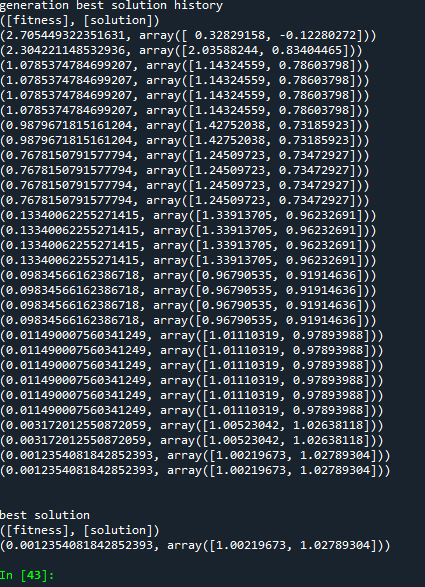 generation best solution history
([fitness], [solution])
(2.705449322351631, array([ 0.32829158, -0.12280272]))
(2.304221148532936, array([2.03588244, 0.83404465]))
(1.0785374784699207, array([1.14324559, 0.78603798]))
(1.0785374784699207, array([1.14324559, 0.78603798]))
(1.0785374784699207, array([1.14324559, 0.78603798]))
(1.0785374784699207, array([1.14324559, 0.78603798]))
(0.9879671815161204, array([1.42752038, 0.73185923]))
(0.9879671815161204, array([1.42752038, 0.73185923]))
(0.7678150791577794, array([1.24509723, 0.73472927]))
(0.7678150791577794, array([1.24509723, 0.73472927]))
(0.7678150791577794, array([1.24509723, 0.73472927]))
(0.7678150791577794, array([1.24509723, 0.73472927]))
(0.13340062255271415, array([1.33913705, 0.96232691]))
(0.13340062255271415, array([1.33913705, 0.96232691]))
(0.13340062255271415, array([1.33913705, 0.96232691]))
(0.13340062255271415, array([1.33913705, 0.96232691]))
(0.09834566162386718, array([0.96790535, 0.91914636]))
(0.09834566162386718, array([0.96790535, 0.91914636]))
(0.09834566162386718, array([0.96790535, 0.91914636]))
(0.09834566162386718, array([0.96790535, 0.91914636]))
(0.011490007560341249, array([1.01110319, 0.97893988]))
(0.011490007560341249, array([1.01110319, 0.97893988]))
(0.011490007560341249, array([1.01110319, 0.97893988]))
(0.011490007560341249, array([1.01110319, 0.97893988]))
(0.011490007560341249, array([1.01110319, 0.97893988]))
(0.011490007560341249, array([1.01110319, 0.97893988]))
(0.003172012550872059, array([1.00523042, 1.02638118]))
(0.003172012550872059, array([1.00523042, 1.02638118]))
(0.0012354081842852393, array([1.00219673, 1.02789304]))
(0.0012354081842852393, array([1.00219673, 1.02789304]))
best solution
([fitness], [solution])
(0.0012354081842852393, array([1.00219673, 1.02789304]))
In [43]: